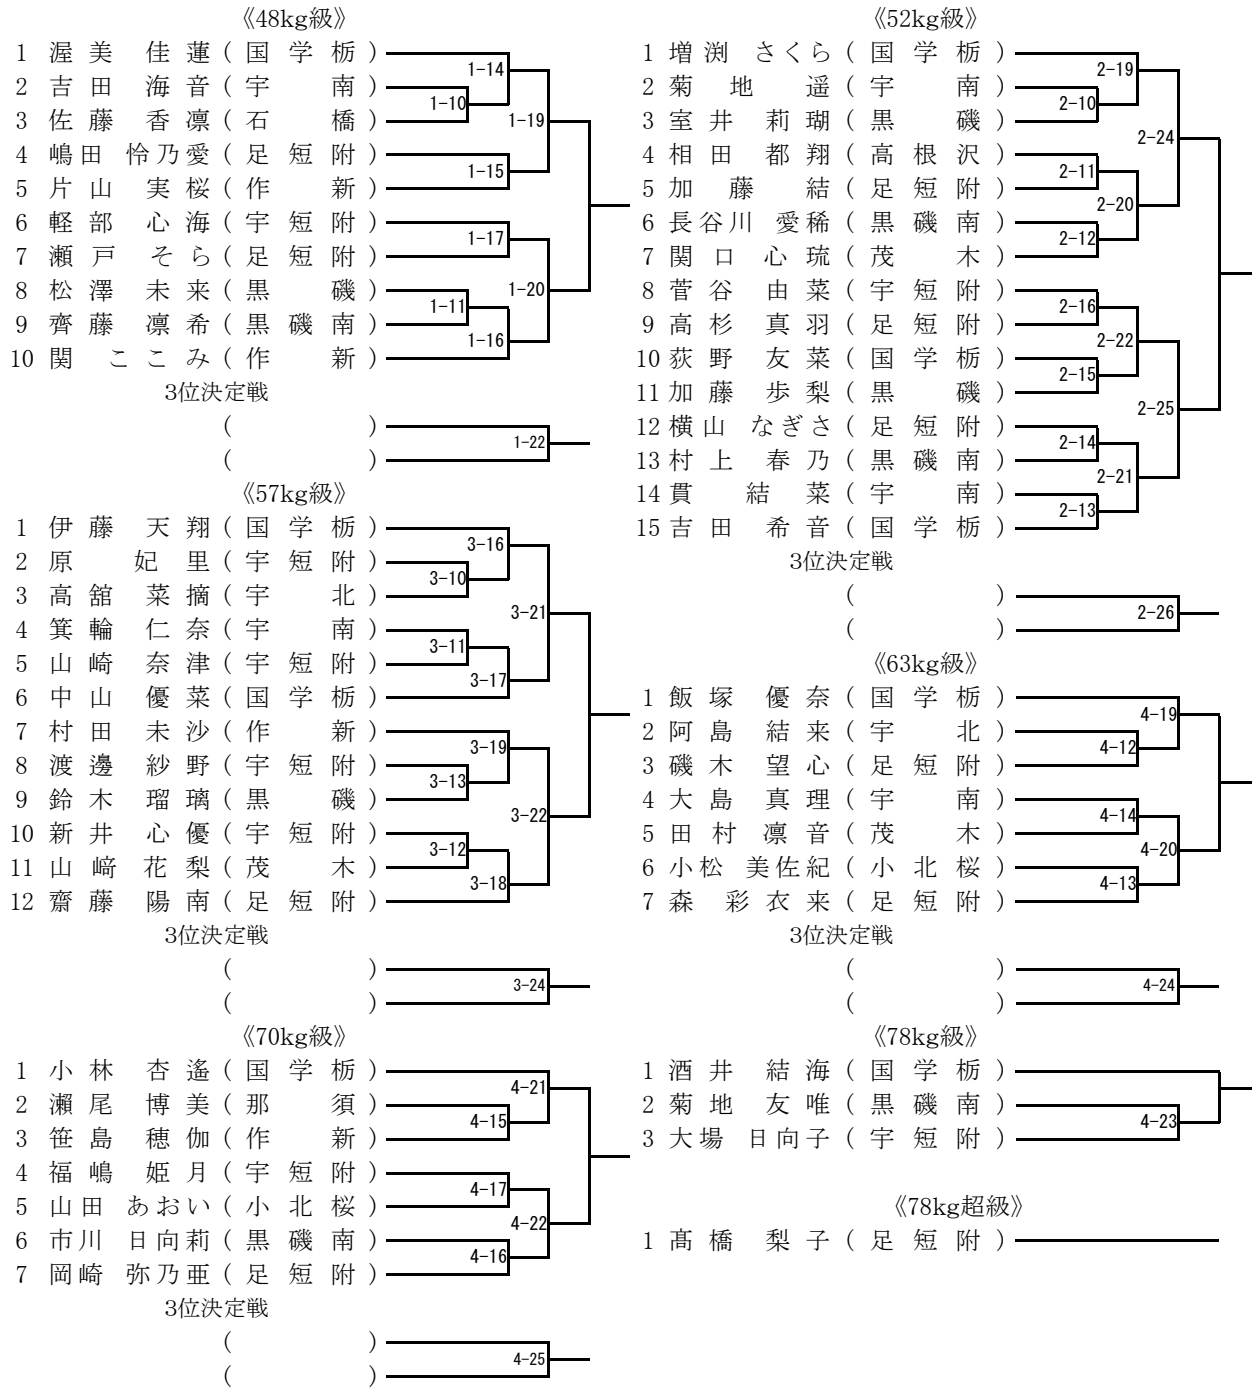 《48kg級》
1 渥美 佳蓮(国学栃)
1-14
2 吉田 海音(宇南)
1-10
3 佐藤 香凛(石橋)
1-19
4 嶋田 怜乃愛(足短附)
1-15
5 片山 実桜(作新)
6 軽部 心海(宇短附)
1-17
7 瀬戸 そら(足短附)
8 松澤 未来(黒磯)
1-20
1-11
9 齊藤 凛希(黒磯南)
1-16
10 関 ここみ(作新)
3位決定戦
( )
1-22
( )
《52kg級》
1 増渕 さくら(国学栃)
2-19
2 菊地 遥(宇南)
2-10
3 室井 莉瑚(黒磯)
2-24
4 相田 都翔(高根沢)
2-11
5 加藤 結(足短附)
2-20
6 長谷川 愛稀(黒磯南)
2-12
7 関口 心琉(茂木)
8 菅谷 由菜(宇短附)
2-16
9 高杉 真羽(足短附)
2-22
10 荻野 友菜(国学栃)
2-15
11 加藤 歩梨(黒磯)
2-25
12 横山 なぎさ(足短附)
2-14
13 村上 春乃(黒磯南)
2-21
14 貫 結菜(宇南)
2-13
15 吉田 希音(国学栃)
3位決定戦
( )
2-26
( )
《57kg級》
1 伊藤 天翔(国学栃)
3-16
2 原 妃里(宇短附)
3-10
3 高舘 菜摘(宇北)
3-21
4 箕輪 仁奈(宇南)
3-11
5 山崎 奈津(宇短附)
3-17
6 中山 優菜(国学栃)
7 村田 未沙(作新)
3-19
8 渡邊 紗野(宇短附)
3-13
9 鈴木 瑠璃(黒磯)
3-22
10 新井 心優(宇短附)
3-12
11 山﨑 花梨(茂木)
3-18
12 齋藤 陽南(足短附)
3位決定戦
( )
3-24
( )
《63kg級》
1 飯塚 優奈(国学栃)
4-19
2 阿島 結来(宇北)
4-12
3 磯木 望心(足短附)
4 大島 真理(宇南)
4-14
5 田村 凛音(茂木)
4-20
6 小松 美佐紀(小北桜)
4-13
7 森 彩衣来(足短附)
3位決定戦
( )
4-24
( )
《70kg級》
1 小林 杏遙(国学栃)
4-21
2 瀬尾 博美(那須)
4-15
3 笹島 穂伽(作新)
4 福嶋 姫月(宇短附)
4-17
5 山田 あおい(小北桜)
4-22
6 市川 日向莉(黒磯南)
4-16
7 岡崎 弥乃亜(足短附)
3位決定戦
( )
4-25
( )
《78kg級》
1 酒井 結海(国学栃)
2 菊地 友唯(黒磯南)
4-23
3 大場 日向子(宇短附)
《78kg超級》
1 髙橋 梨子(足短附)